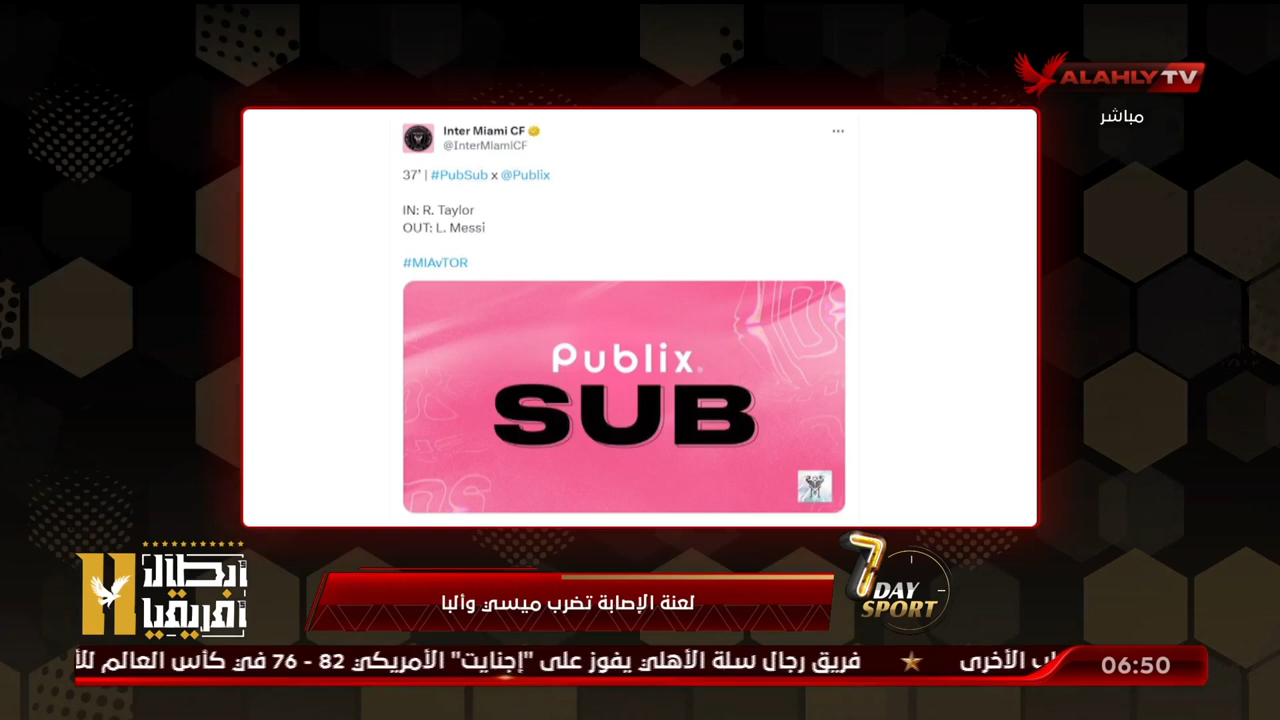 ALAHLY TV
مباشر
Inter Miami CF
@InterMiamiCF
37' | #PubSub x @Publix
IN: R. Taylor
OUT: L. Messi
#MIAvTOR
Publix.
SUB
أبطال
أفريقيا
11
لعنة الإصابة تضرب ميسي وألبا
7
DAY
SPORT
الأخرى ★ فريق رجال سلة الأهلي يفوز على "إجنايت" الأمريكي 82 - 76 في كأس العالم
06:50